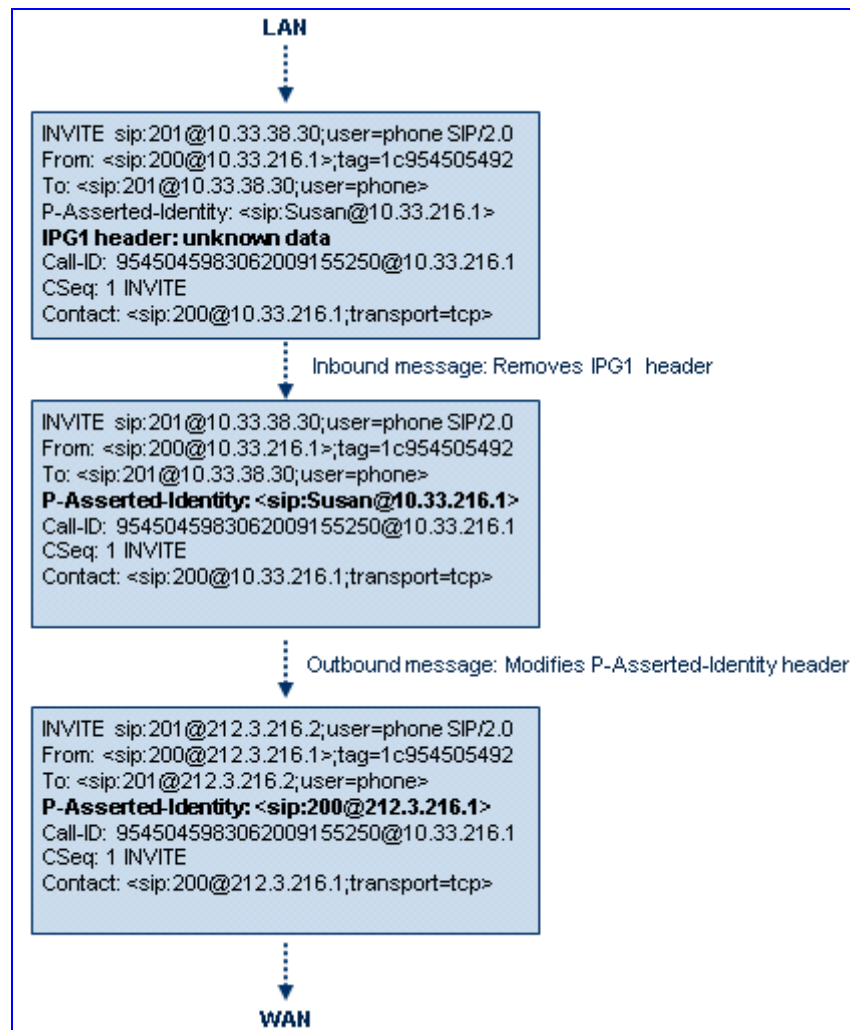 LAN
INVITE sip:201@10.33.38.30;user=phone SIP/2.0
From: <sip:200@10.33.216.1>;tag=1c954505492
To: <sip:201@10.33.38.30;user=phone>
P-Asserted-Identity: <sip:Susan@10.33.216.1>
IPG1 header: unknown data
Call-ID: 9545045983062009155250@10.33.216.1
CSeq: 1 INVITE
Contact: <sip:200@10.33.216.1;transport=tcp>
Inbound message: Removes IPG1 header
INVITE sip:201@10.33.38.30;user=phone SIP/2.0
From: <sip:200@10.33.216.1>;tag=1c954505492
To: <sip:201@10.33.38.30;user=phone>
P-Asserted-Identity: <sip:Susan@10.33.216.1>
Call-ID: 9545045983062009155250@10.33.216.1
CSeq: 1 INVITE
Contact: <sip:200@10.33.216.1;transport=tcp>
Outbound message: Modifies P-Asserted-Identity header
INVITE sip:201@212.3.216.2;user=phone SIP/2.0
From: <sip:200@212.3.216.1>;tag=1c954505492
To: <sip:201@212.3.216.2;user=phone>
P-Asserted-Identity: <sip:200@212.3.216.1>
Call-ID: 9545045983062009155250@10.33.216.1
CSeq: 1 INVITE
Contact: <sip:200@212.3.216.1;transport=tcp>
WAN